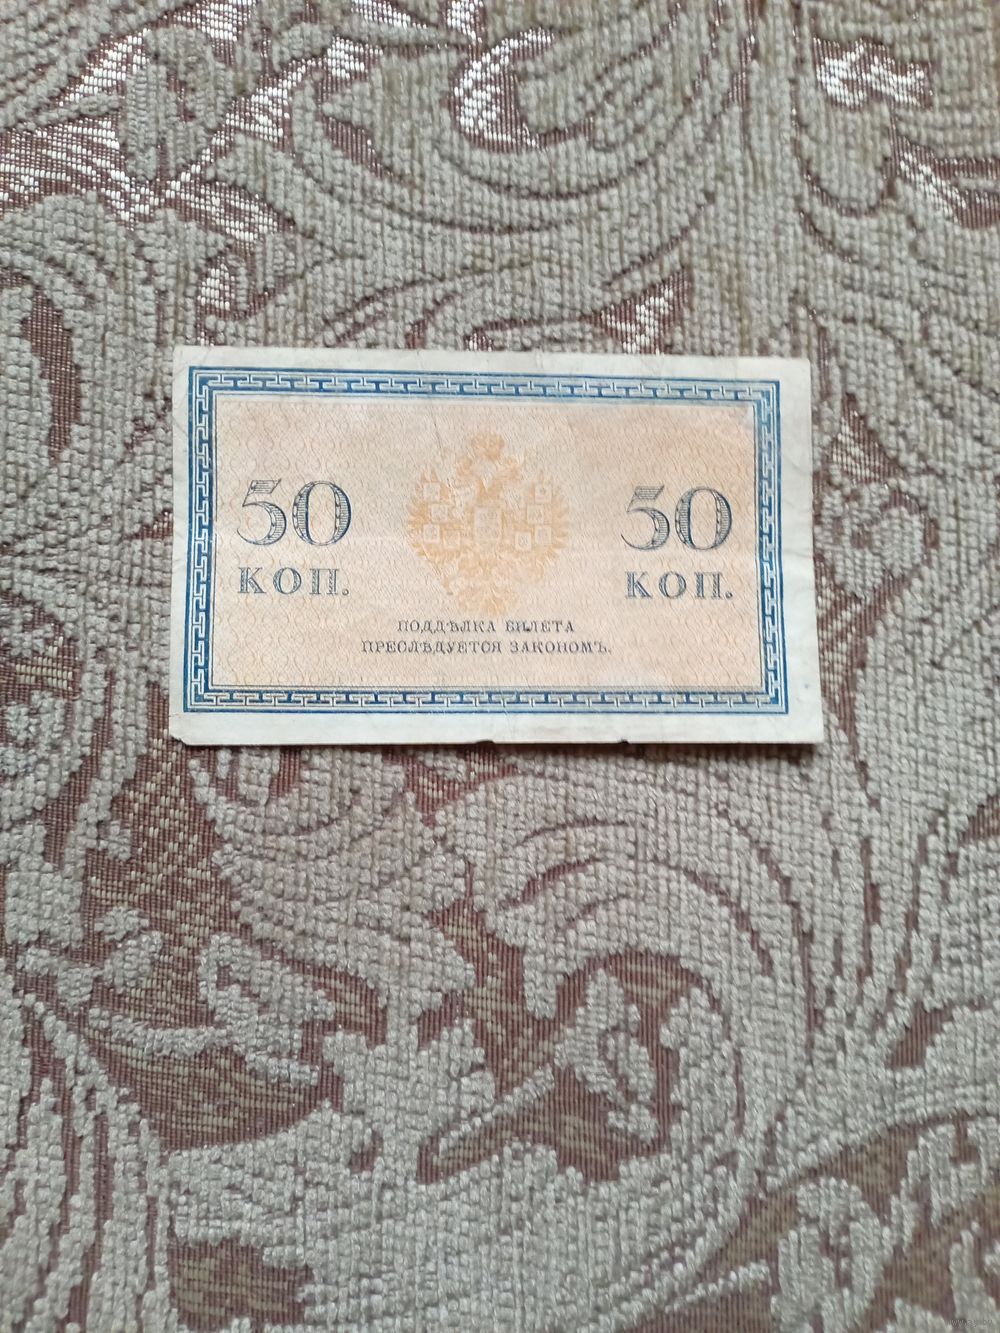 50 50
КОП. КОП.
ПОДДѢЛКА БИЛЕТА
ПРЕСЛѢДУЕТСЯ ЗАКОНОМЪ.